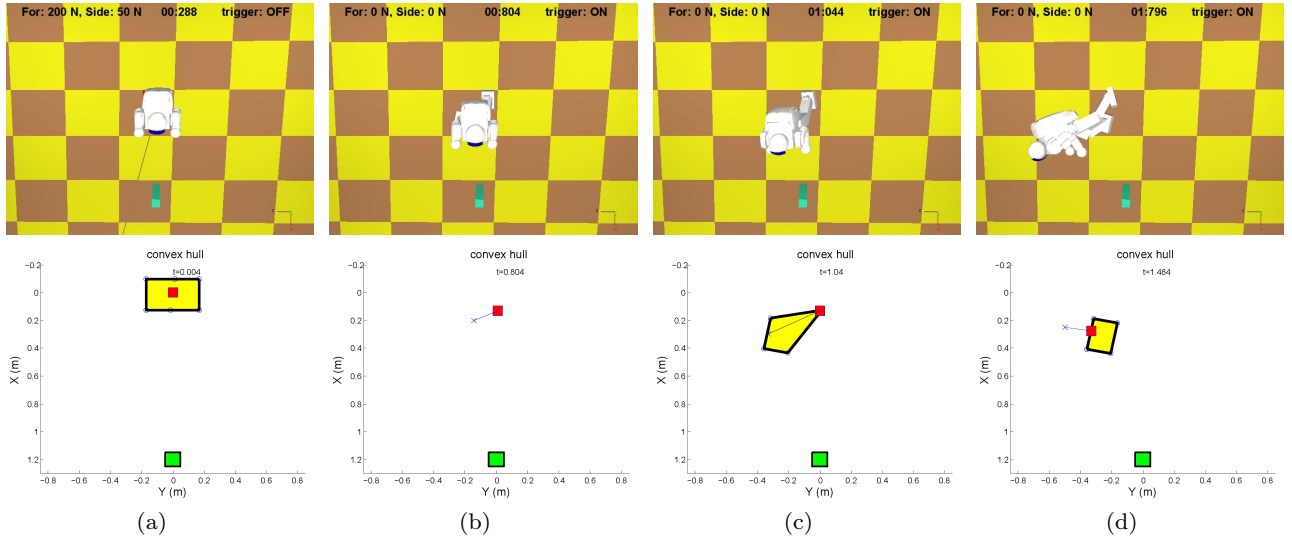 For: 200 N, Side: 50 N 00:288 trigger: OFF
For: 0 N, Side: 0 N 00:804 trigger: ON
For: 0 N, Side: 0 N 01:044 trigger: ON
For: 0 N, Side: 0 N 01:796 trigger: ON
convex hull
t=0.004
−0.2
0
0.2
0.4
0.6
0.8
1
1.2
X (m)
−0.8 −0.6 −0.4 −0.2 0 0.2 0.4 0.6 0.8
Y (m)
convex hull
t=0.804
−0.2
0
0.2
0.4
0.6
0.8
1
1.2
X (m)
−0.8 −0.6 −0.4 −0.2 0 0.2 0.4 0.6 0.8
Y (m)
convex hull
t=1.04
−0.2
0
0.2
0.4
0.6
0.8
1
1.2
X (m)
−0.8 −0.6 −0.4 −0.2 0 0.2 0.4 0.6 0.8
Y (m)
convex hull
t=1.484
−0.2
0
0.2
0.4
0.6
0.8
1
1.2
X (m)
−0.8 −0.6 −0.4 −0.2 0 0.2 0.4 0.6 0.8
Y (m)
(a)
(b)
(c)
(d)